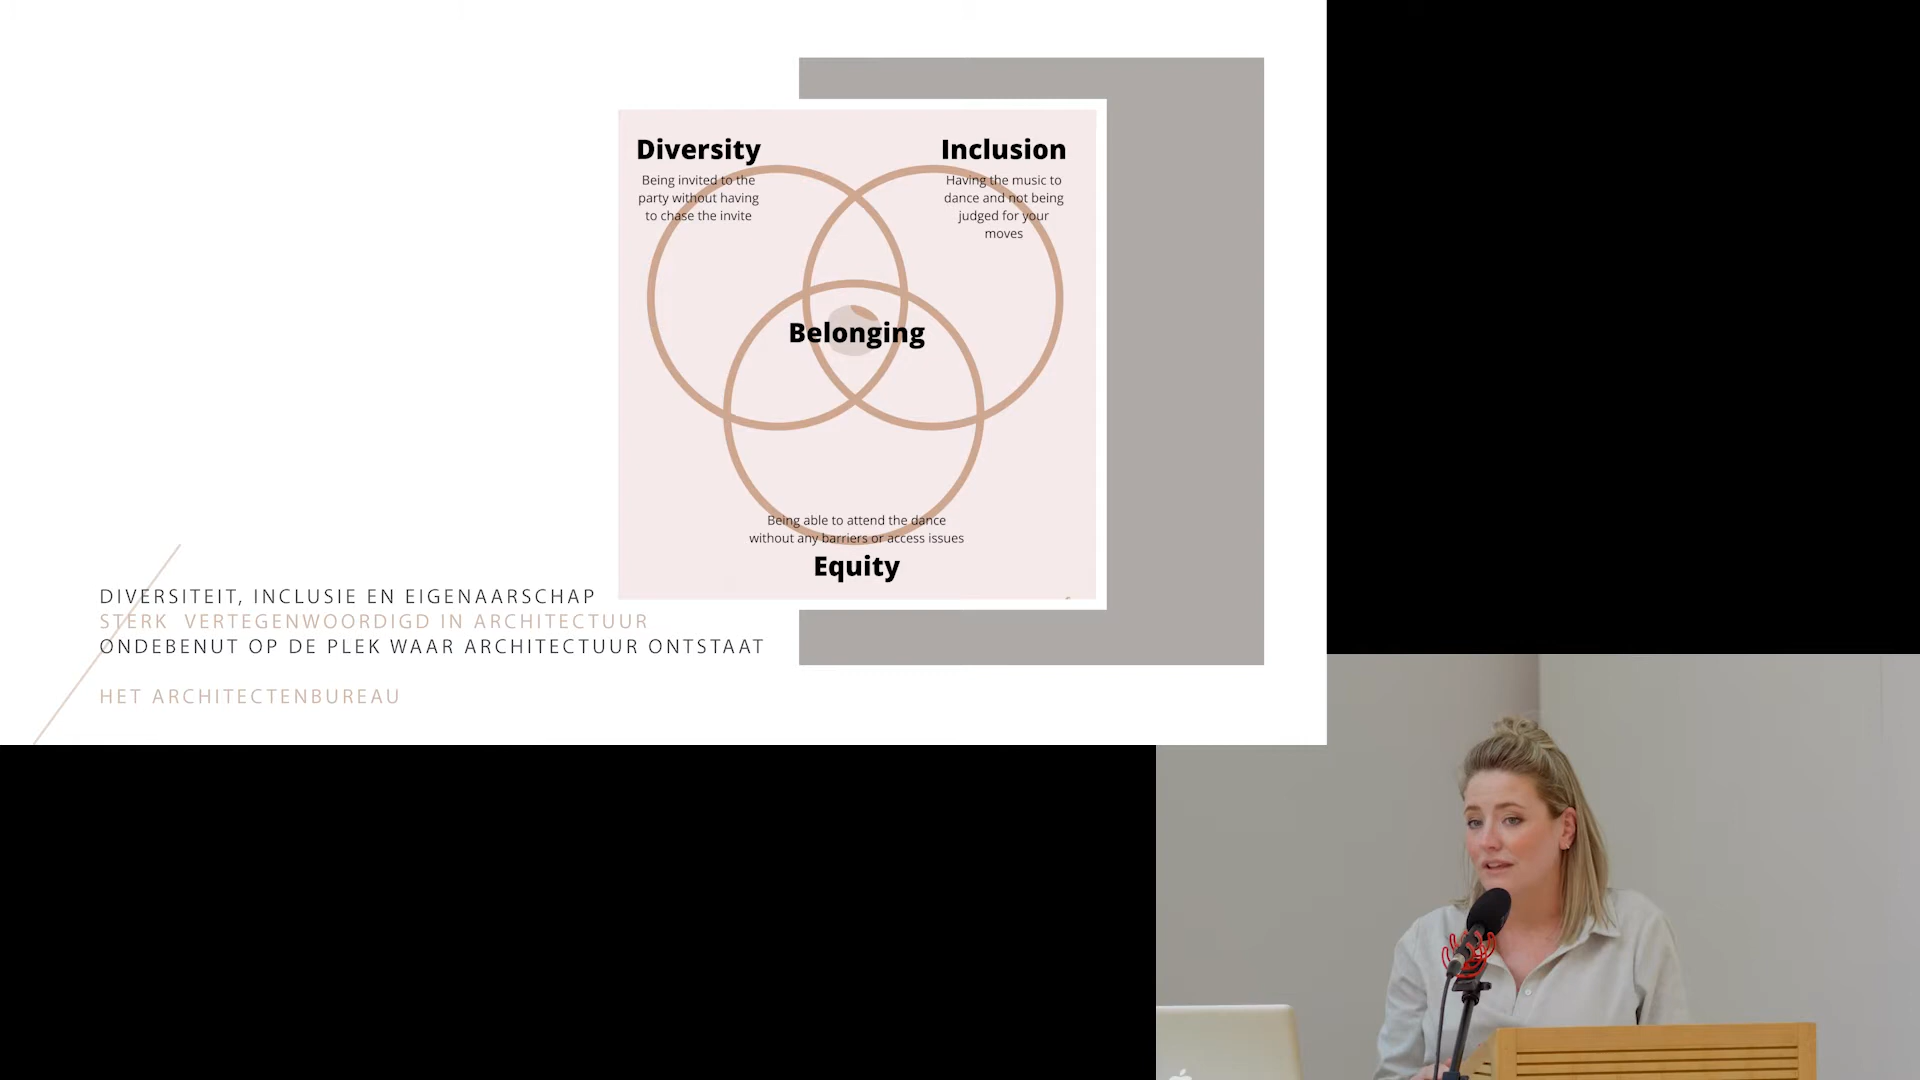 Diversity
Being invited to the
party without having
to chase the invite
Inclusion
Having the music to
dance and not being
judged for your
moves
Belonging
Being able to attend the dance
without any barriers or access issues
Equity
DIVERSITEIT, INCLUSIE EN EIGENAARSCHAP
STERK VERTEGENWOORDIGD IN ARCHITECTUUR
ONDEBENUT OP DE PLEK WAAR ARCHITECTUUR ONTSTAAT
HET ARCHITECTENBUREAU